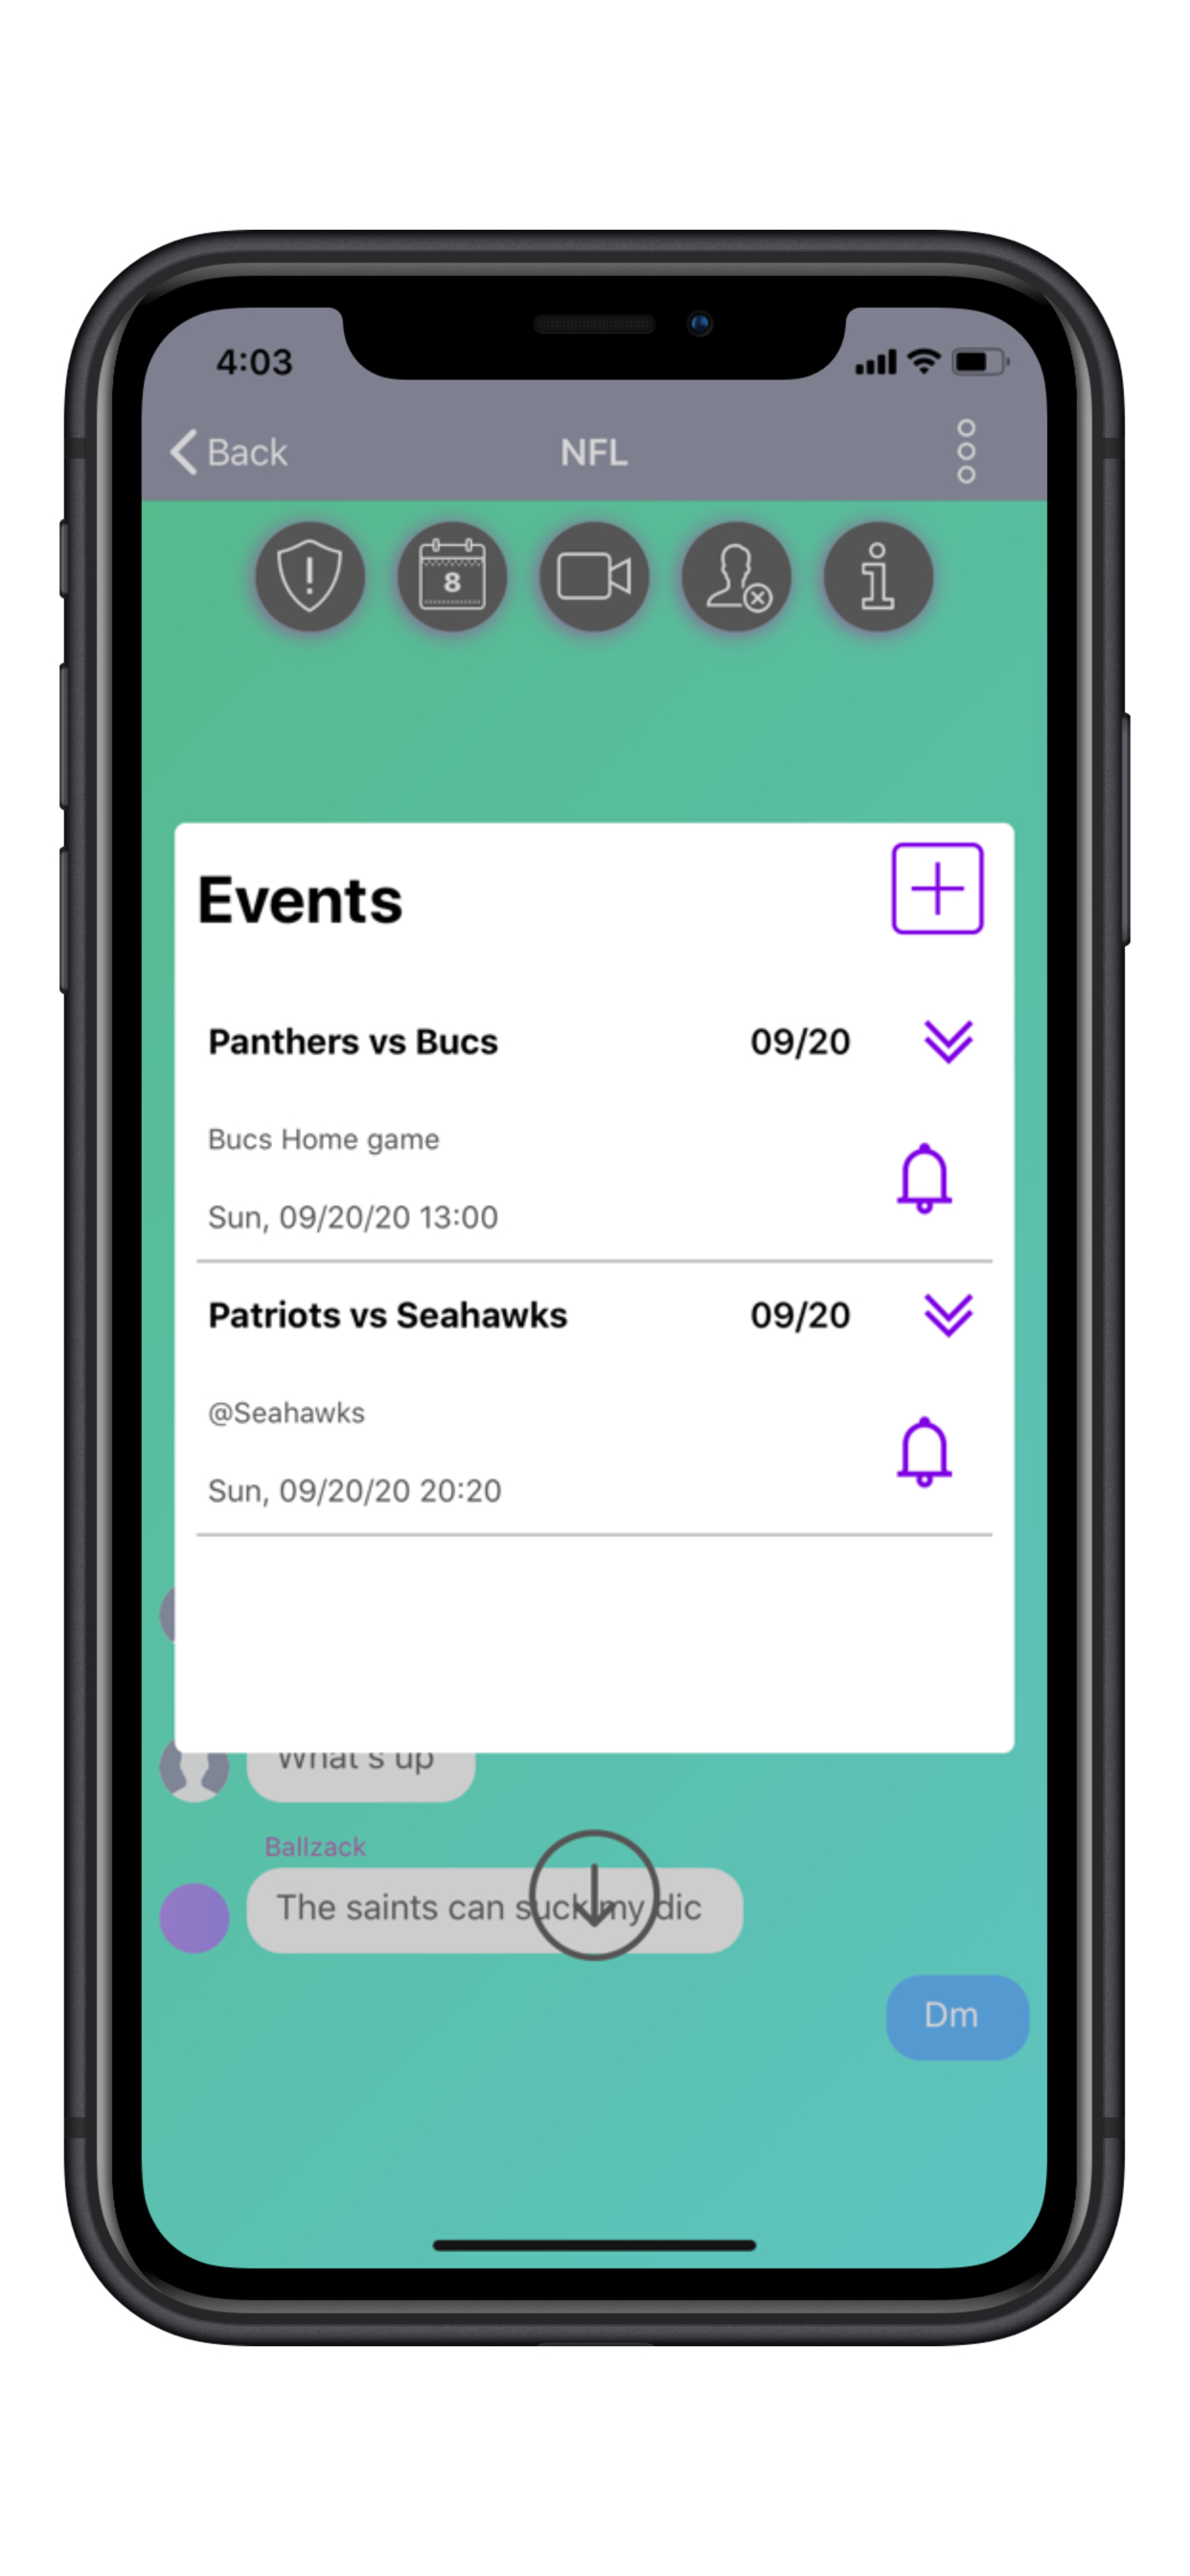 4:03
Back
NFL
8
Events
Panthers vs Bucs 09/20
Bucs Home game
Sun, 09/20/20 13:00
Patriots vs Seahawks 09/20
@Seahawks
Sun, 09/20/20 20:20
What's up
Ballzack
The saints can suck my dic
Dm